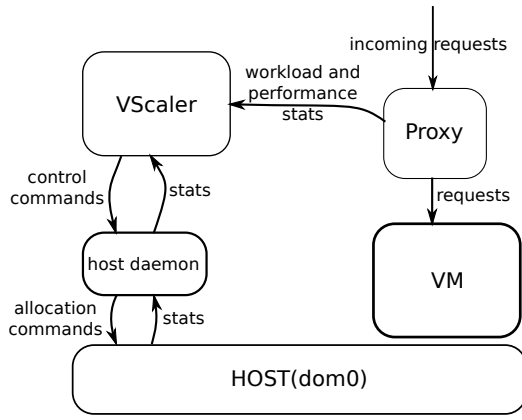 incoming requests
workload and
performance
stats
VScaler
Proxy
control
commands
stats
requests
host daemon
VM
allocation
commands
stats
HOST(dom0)